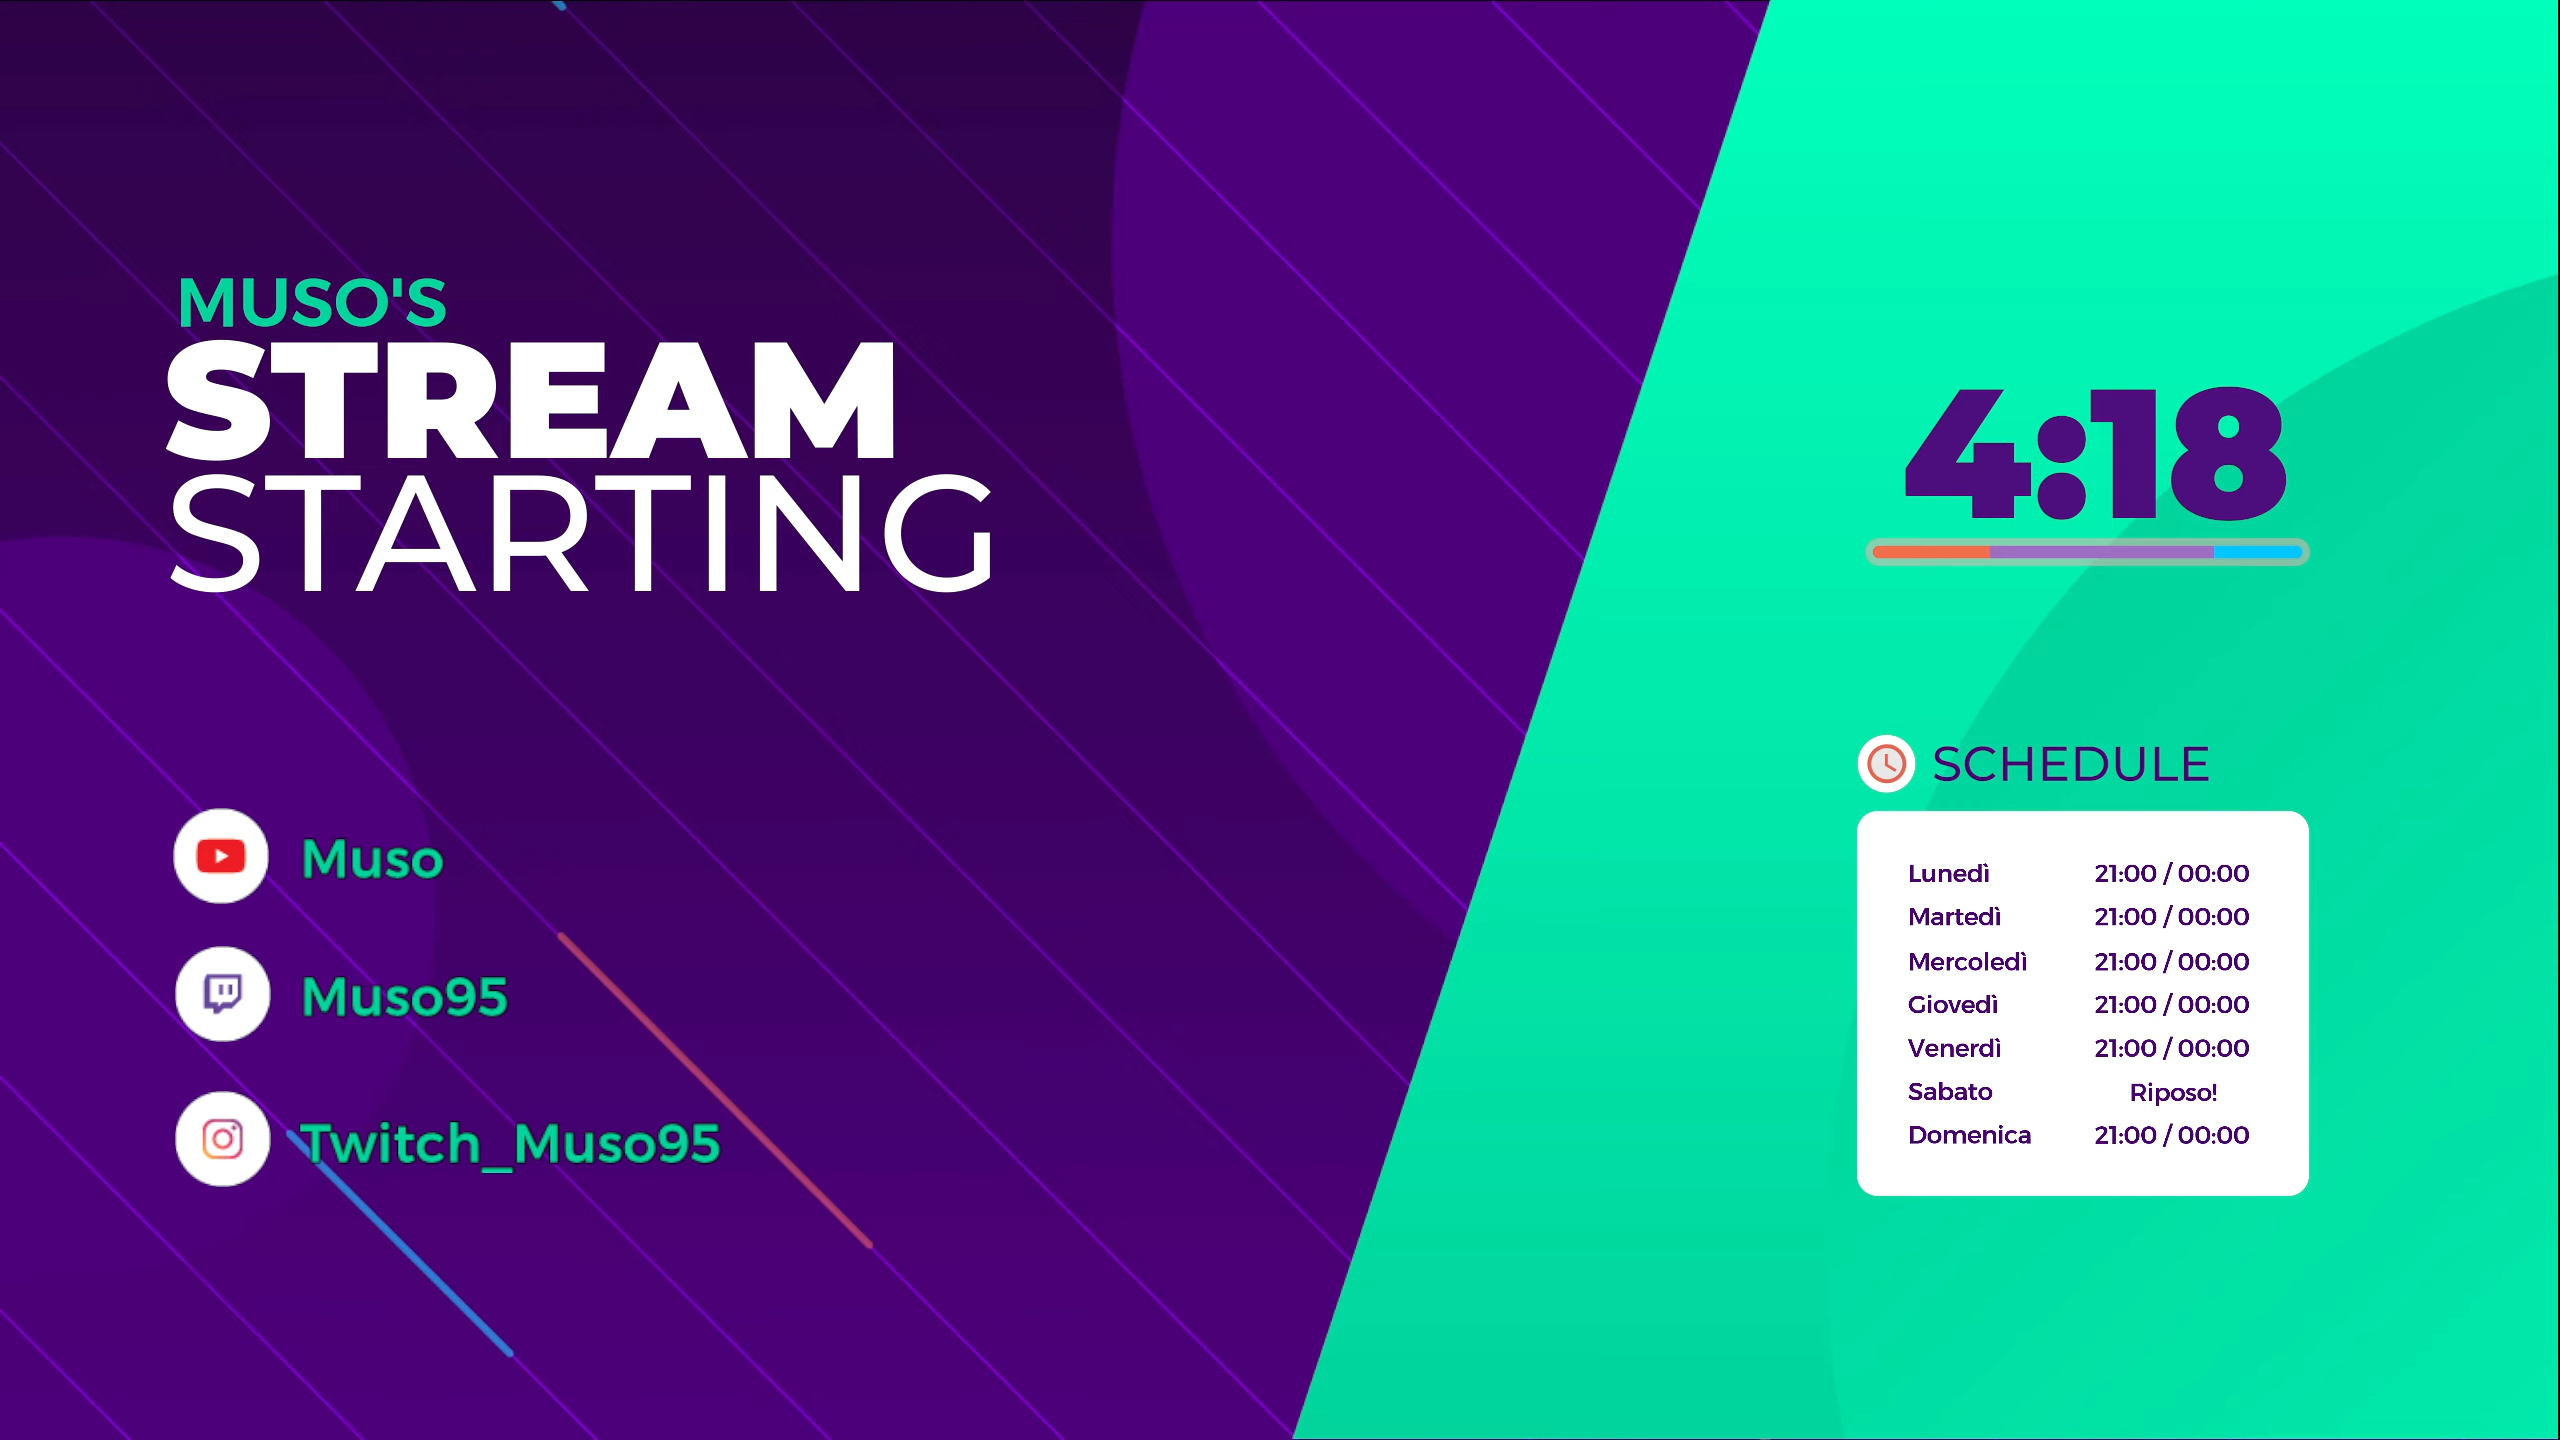 MUSO'S
STREAM
STARTING
Muso
Muso95
Twitch_Muso95
4:18
SCHEDULE
Lunedì 21:00 / 00:00
Martedì 21:00 / 00:00
Mercoledì 21:00 / 00:00
Giovedì 21:00 / 00:00
Venerdì 21:00 / 00:00
Sabato Riposo!
Domenica 21:00 / 00:00